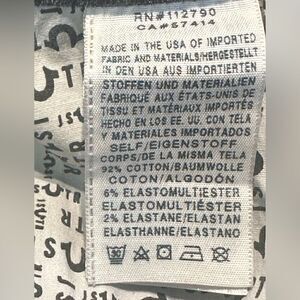 RN#112790
CA#57414
MADE IN THE USA OF IMPORTED
FABRIC AND MATERIALS/HERGESTELLT
IN DEN USA AUS IMPORTIERTEN
STOFFEN UND MATERIALIEN
FABRIQUÉ AUX ÉTATS-UNIS DE
TISSU ET MATÉRIAUX IMPORTÉS
HECHO EN LOS EE. UU. CON TELA
Y MATERIALES IMPORTADOS
SELF/EIGENSTOFF
CORPS/DE LA MISMA TELA
92% COTTON/BAUMWOLLE
COTON/ALGODÓN
6% ELASTOMULTIESTER
ELASTOMULTIÉSTER
2% ELASTANE/ELASTAN
ÉLASTHANNE/ELASTANO